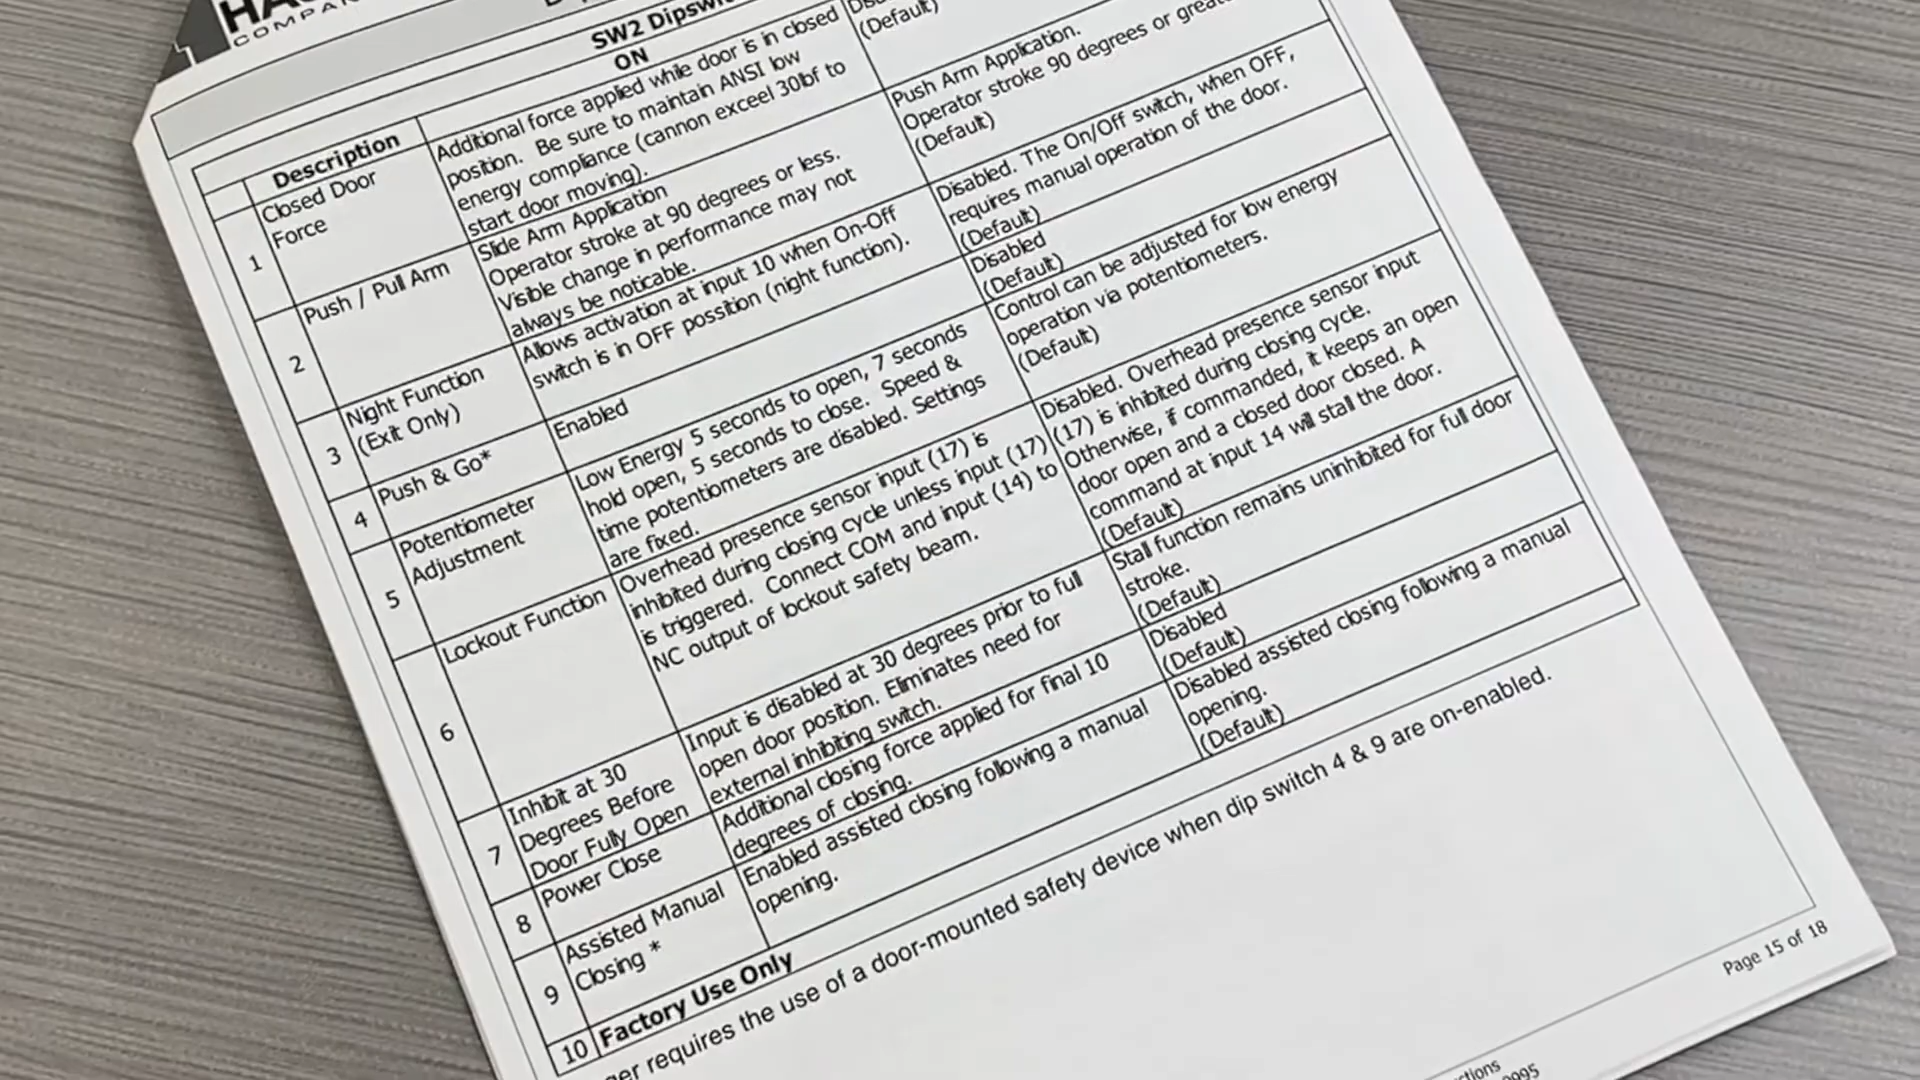 COMPAN
SW2 Dipswi
ON
Description
1
Closed Door
Force
Additional force applied while door is in closed
position. Be sure to maintain ANSI low
energy compliance (cannon exceed 30lbf to
start door moving).
(Default)
2
Push / Pull Arm
Slide Arm Application
Operator stroke at 90 degrees or less.
Visible change in performance may not
always be noticable.
Push Arm Application.
Operator stroke 90 degrees or greate
(Default)
3
Night Function
(Exit Only)
Allows activation at input 10 when On-Off
switch is in OFF possition (night function).
Disabled. The On/Off switch, when OFF,
requires manual operation of the door.
(Default)
4
Push & Go*
Enabled
Disabled
(Default)
5
Potentiometer
Adjustment
Low Energy 5 seconds to open, 7 seconds
hold open, 5 seconds to close. Speed &
time potentiometers are disabled. Settings
are fixed.
Control can be adjusted for low energy
operation via potentiometers.
(Default)
6
Lockout Function
Overhead presence sensor input (17) is
inhibited during closing cycle unless input (17)
is triggered. Connect COM and input (14) to
NC output of lockout safety beam.
Disabled. Overhead presence sensor input
(17) is inhibited during closing cycle.
Otherwise, if commanded, it keeps an open
door open and a closed door closed. A
command at input 14 will stall the door.
(Default)
7
Inhibit at 30
Degrees Before
Door Fully Open
Input is disabled at 30 degrees prior to full
open door position. Eliminates need for
external inhibiting switch.
Stall function remains uninhibited for full door
stroke.
(Default)
8
Power Close
Additional closing force applied for final 10
degrees of closing.
Disabled
(Default)
9
Assisted Manual
Closing *
Enabled assisted closing following a manual
opening.
Disabled assisted closing following a manual
opening.
(Default)
10
Factory Use Only
ger requires the use of a door-mounted safety device when dip switch 4 & 9 are on-enabled.
Page 15 of 18
ctions
9995